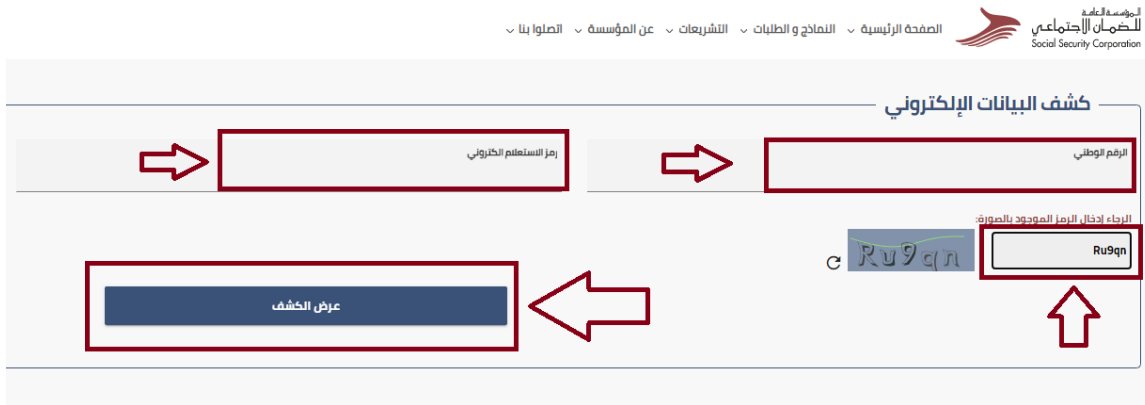 المؤسسة العامة
للضمان الإجتماعي
Social Security Corporation
الصفحة الرئيسية
النماذج و الطلبات
التشريعات
عن المؤسسة
اتصلوا بنا
كشف البيانات الإلكتروني
الرقم الوطني
رمز الاستعلام الكتروني
الرجاء إدخال الرمز الموجود بالصورة:
Ru9qn
Ru9qn
عرض الكشف